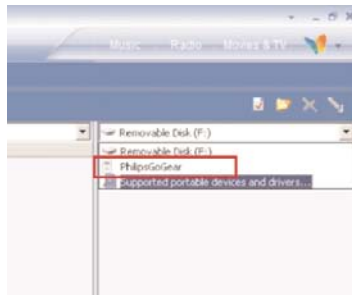 Music Radio Movies & TV
Removable Disk (F:)
Removable Disk (F:)
PhilipsGoGear
Supported portable devices and drivers...